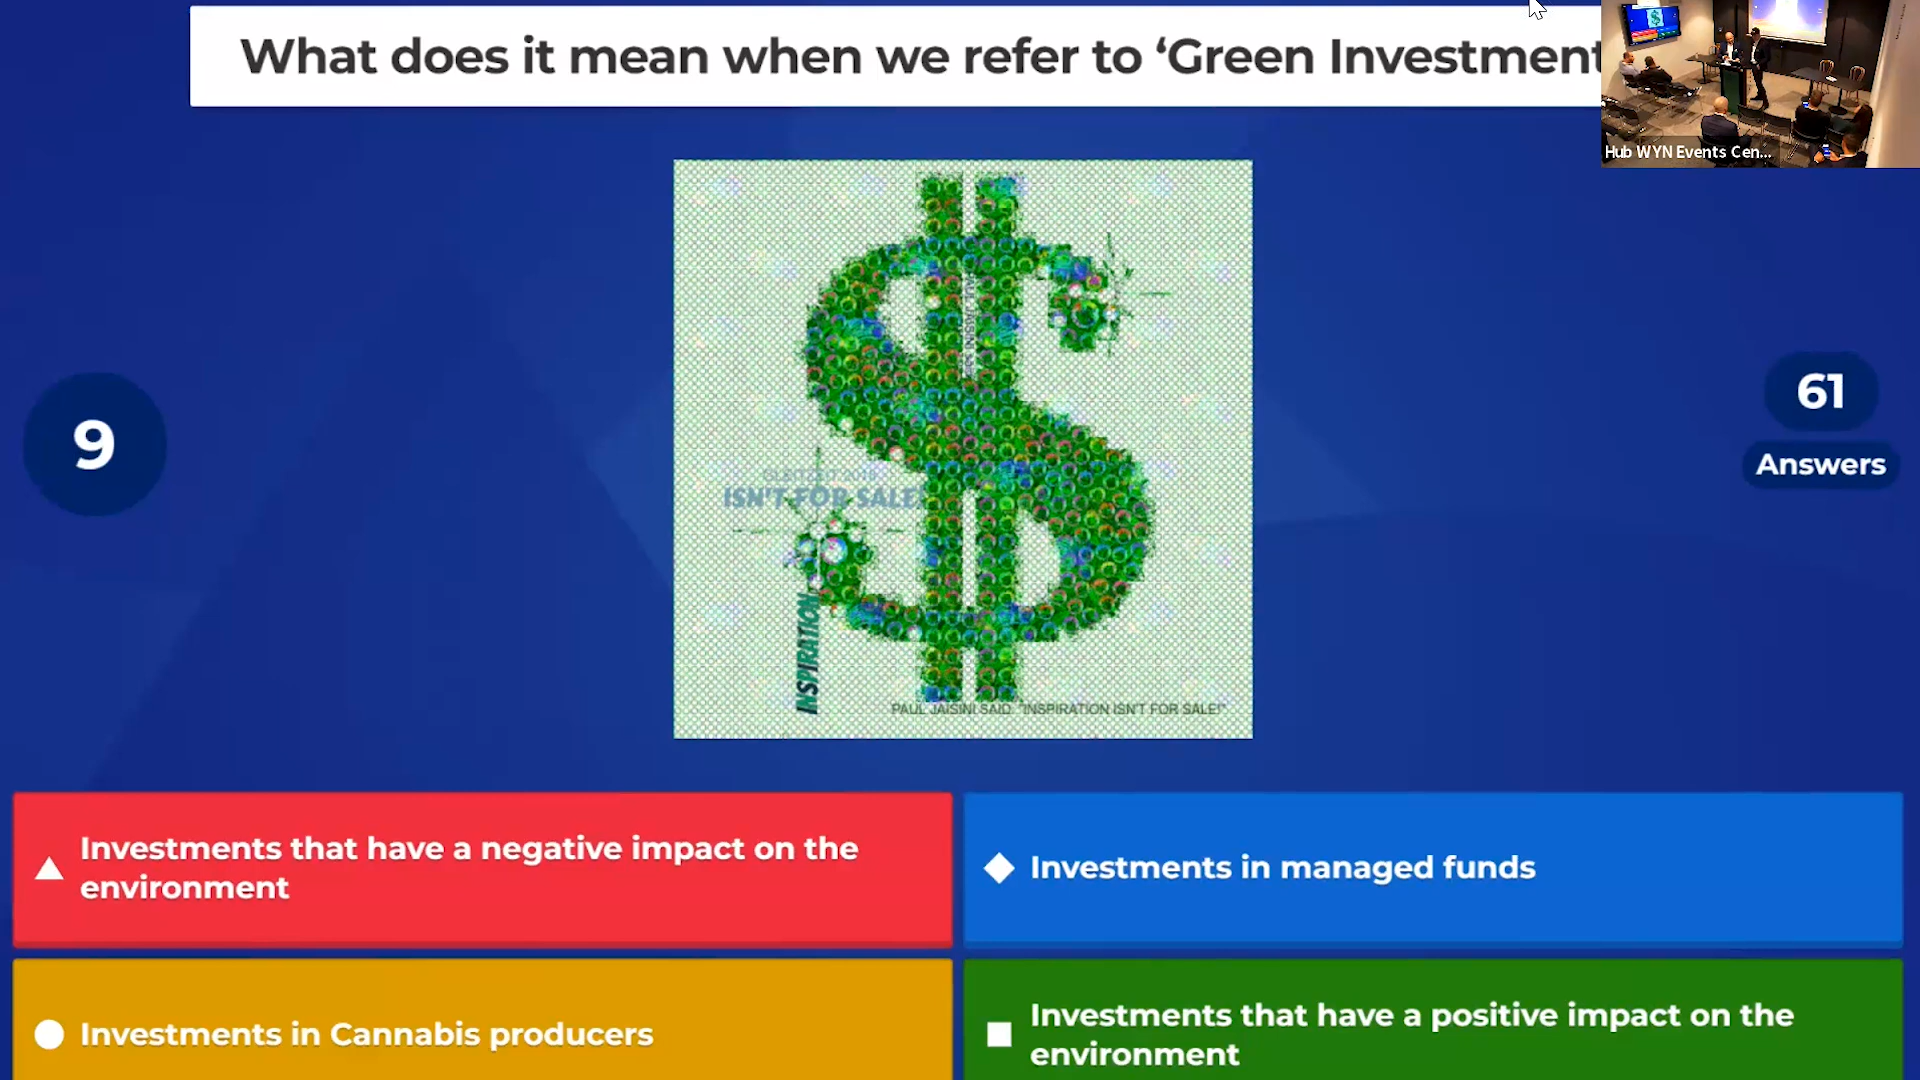 What does it mean when we refer to ‘Green Investment
Hub WYN Events Cen...
9
61
Answers
ISN'T FOR SALE!
INSPIRATION
PAUL JAISINI SAID: "INSPIRATION ISN'T FOR SALE!"
Investments that have a negative impact on the
environment
Investments in managed funds
Investments in Cannabis producers
Investments that have a positive impact on the
environment